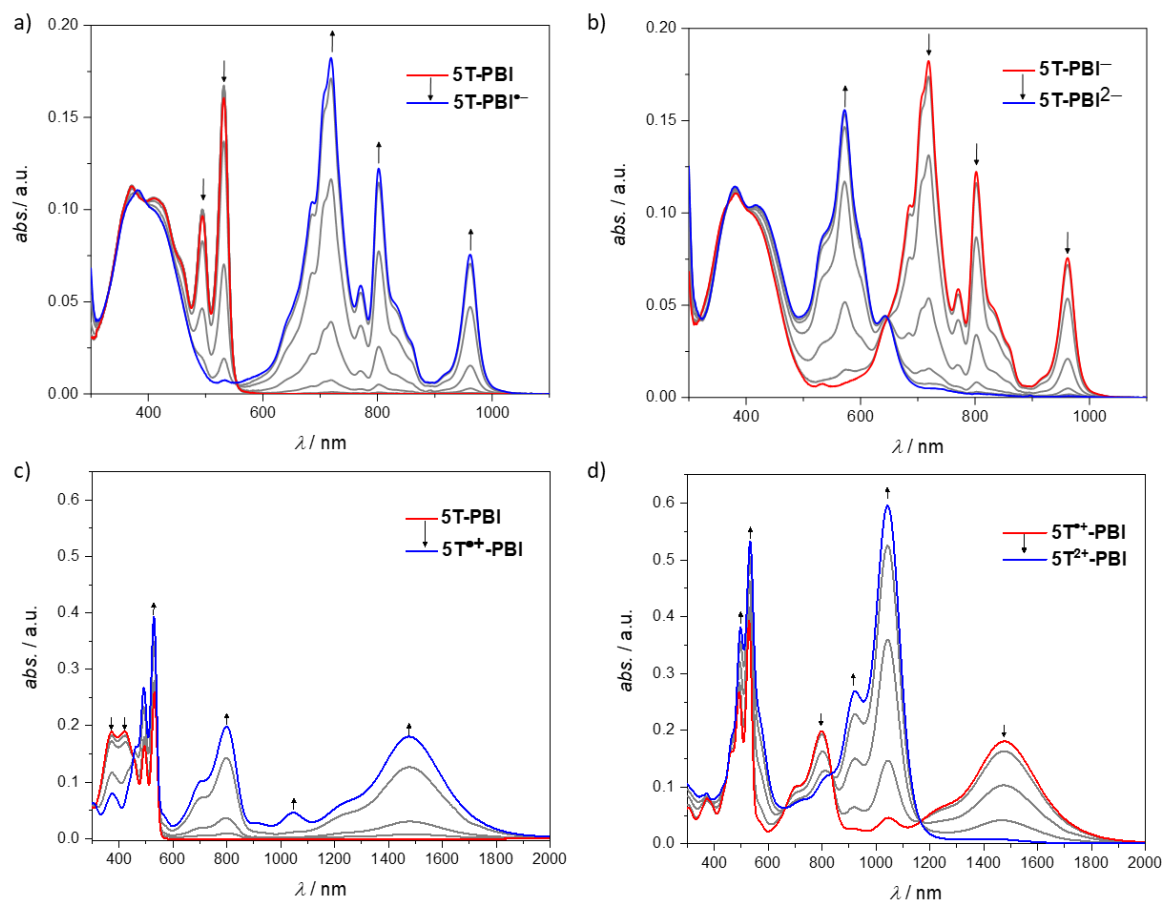 a)
0.20
0.15
0.10
0.05
0.00
abs./ a.u.
5T-PBI
5T-PBI•–
400 600 800 1000
λ / nm
b)
0.20
0.15
0.10
0.05
0.00
abs./ a.u.
5T-PBI—
5T-PBI2–
400 600 800 1000
λ / nm
c)
0.6
0.5
0.4
0.3
0.2
0.1
0.0
abs. / a.u.
5T-PBI
5T•+-PBI
400 600 800 1000 1200 1400 1600 1800 2000
λ / nm
d)
0.6
0.5
0.4
0.3
0.2
0.1
0.0
abs. / a.u.
5T•+-PBI
5T2+-PBI
400 600 800 1000 1200 1400 1600 1800 2000
λ / nm